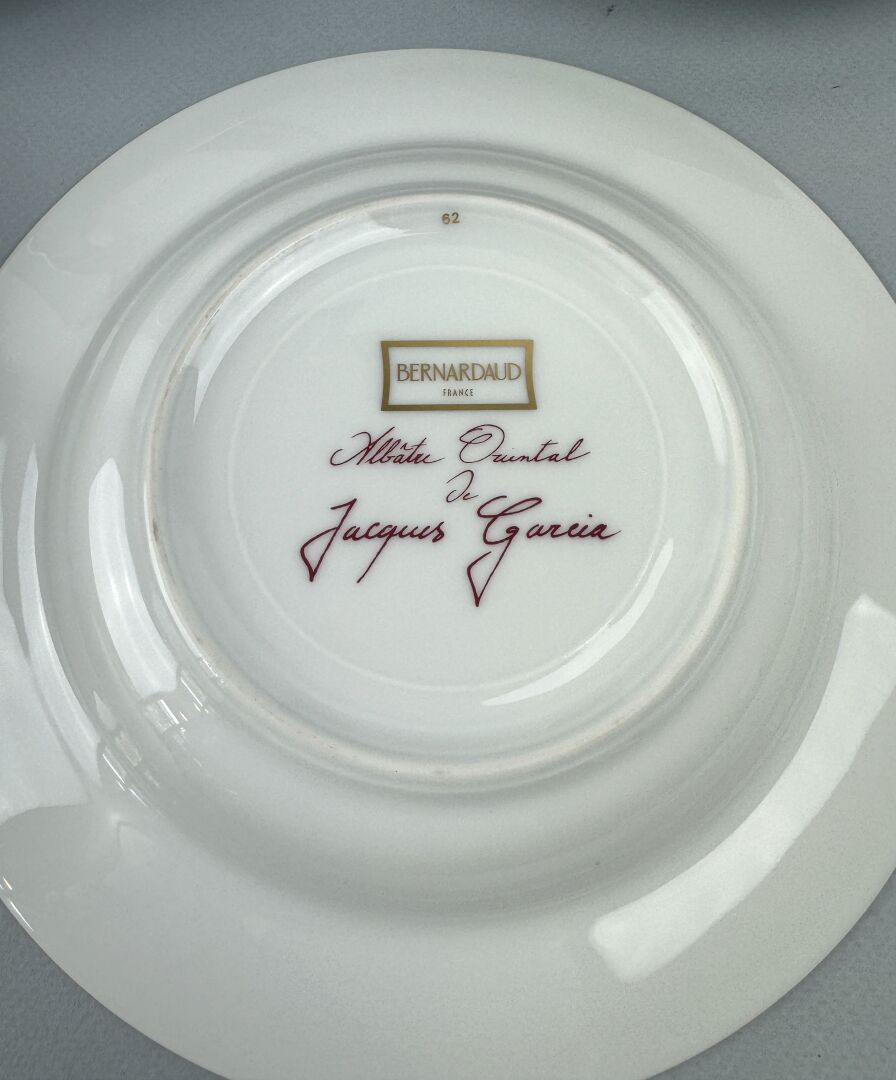 62
BERNARDAUD
FRANCE
Albâtre Oriental
de
Jacques Garcia